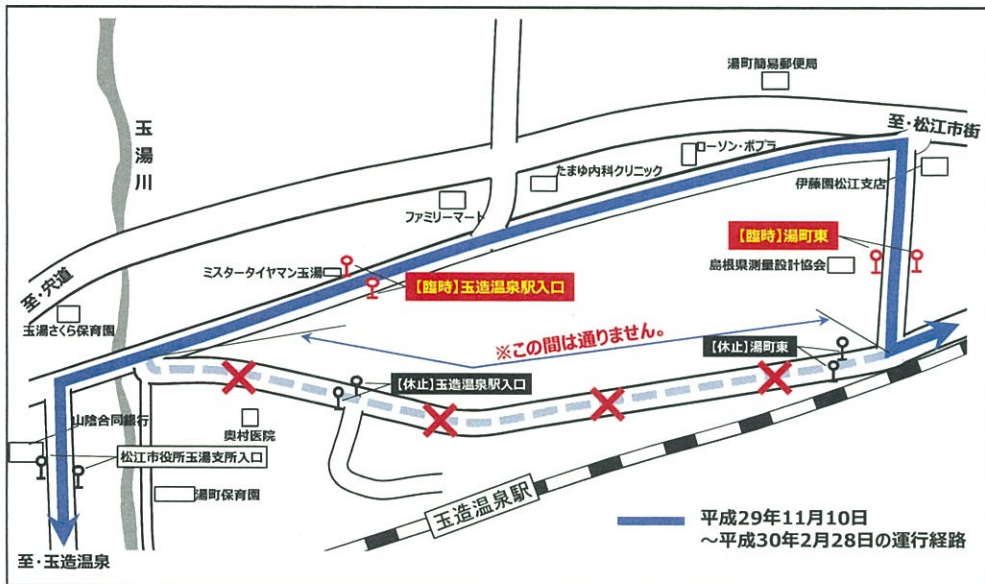 湯町簡易郵便局
至・松江市街
玉湯川
ローソン・ポプラ
たまゆ内科クリニック
伊藤園松江支店
ファミリーマート
【臨時】湯町東
ミスタータイヤマン玉湯
【臨時】玉造温泉駅入口
島根県測量設計協会
至・宍道
玉湯さくら保育園
※この間は通りません。
【休止】湯町東
【休止】玉造温泉駅入口
山陰合同銀行
奥村医院
松江市役所玉湯支所入口
湯町保育園
玉造温泉駅
至・玉造温泉
平成29年11月10日
～平成30年2月28日の運行経路